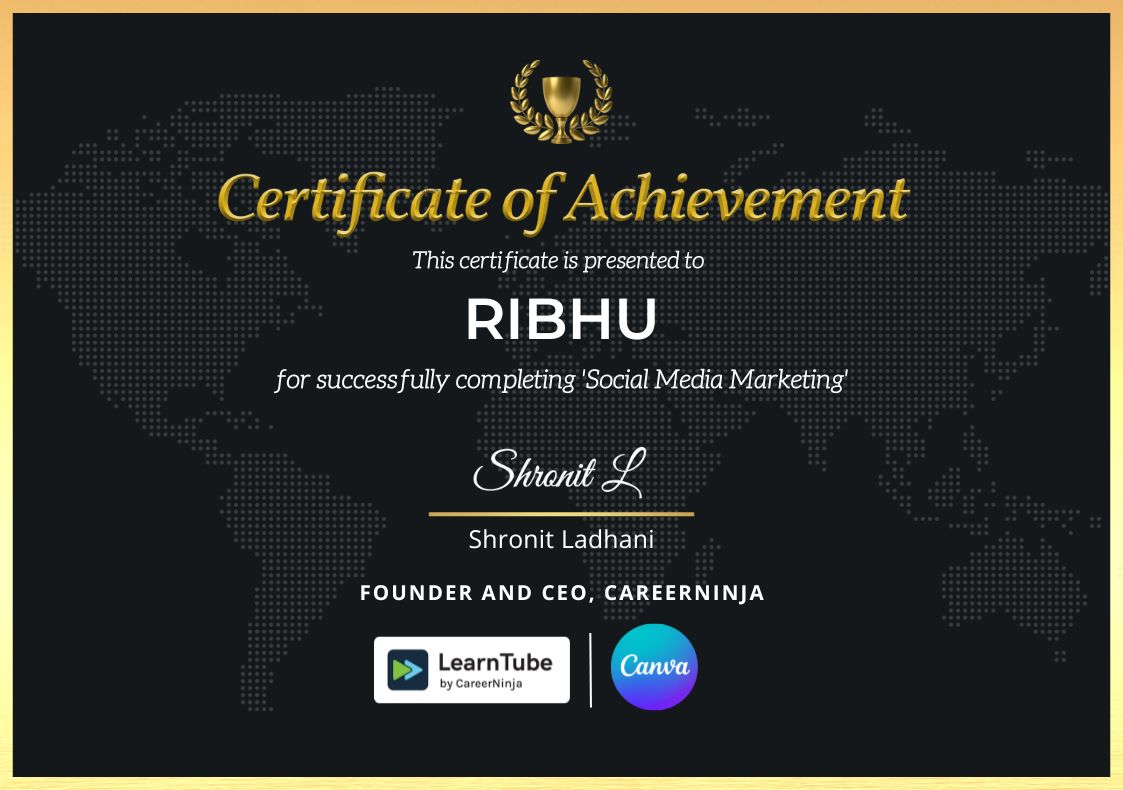 Certificate of Achievement
This certificate is presented to
RIBHU
for successfully completing 'Social Media Marketing'
Shronit L
Shronit Ladhani
FOUNDER AND CEO, CAREERNINJA
LearnTube
by CareerNinja
Canva